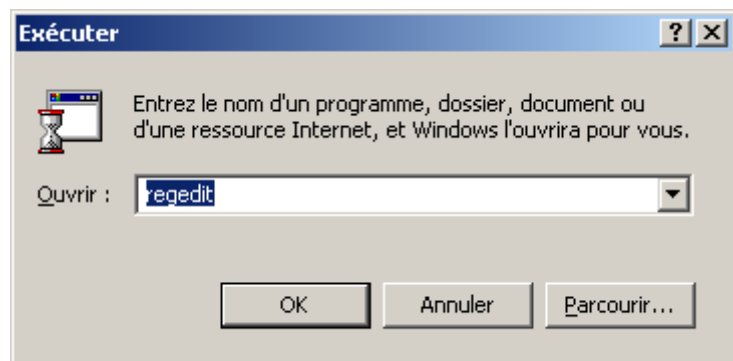 Exécuter
Entrez le nom d'un programme, dossier, document ou
d'une ressource Internet, et Windows l'ouvrira pour vous.
Ouvrir : regedit
OK Annuler Parcourir...